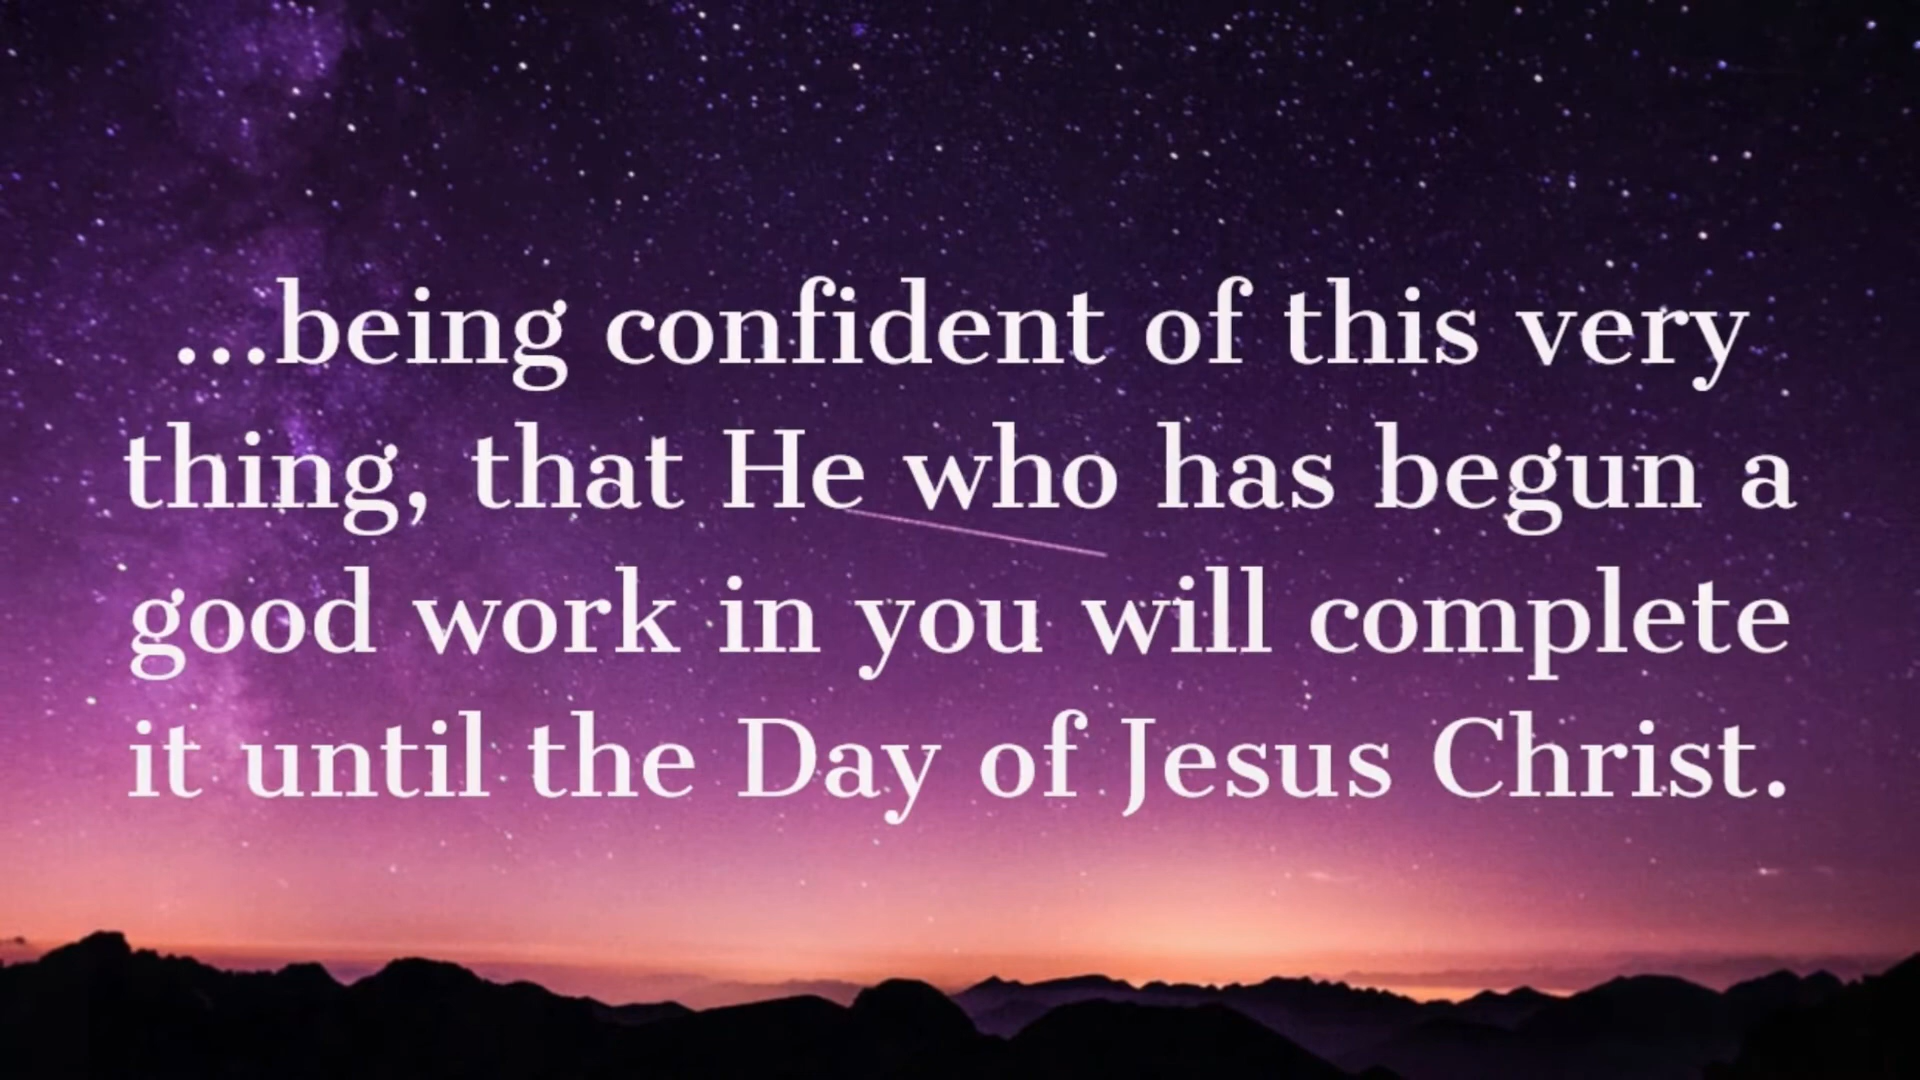 ...being confident of this very
thing, that He who has begun a
good work in you will complete
it until the Day of Jesus Christ.